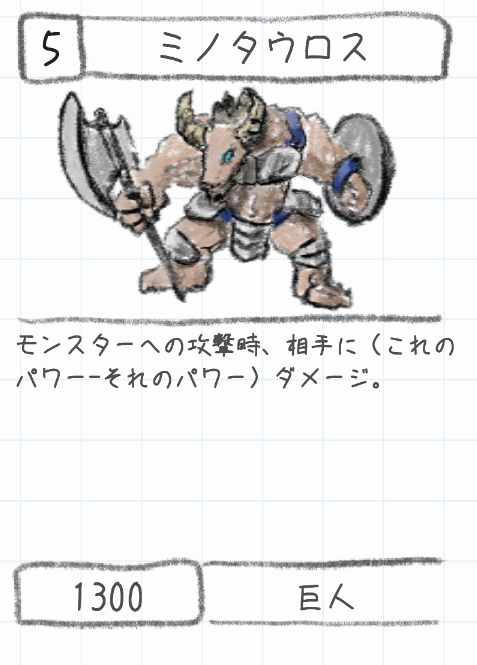 5
ミノタウロス
モンスターへの攻撃時、相手に（これの
パワー-それのパワー）ダメージ。
1300
巨人